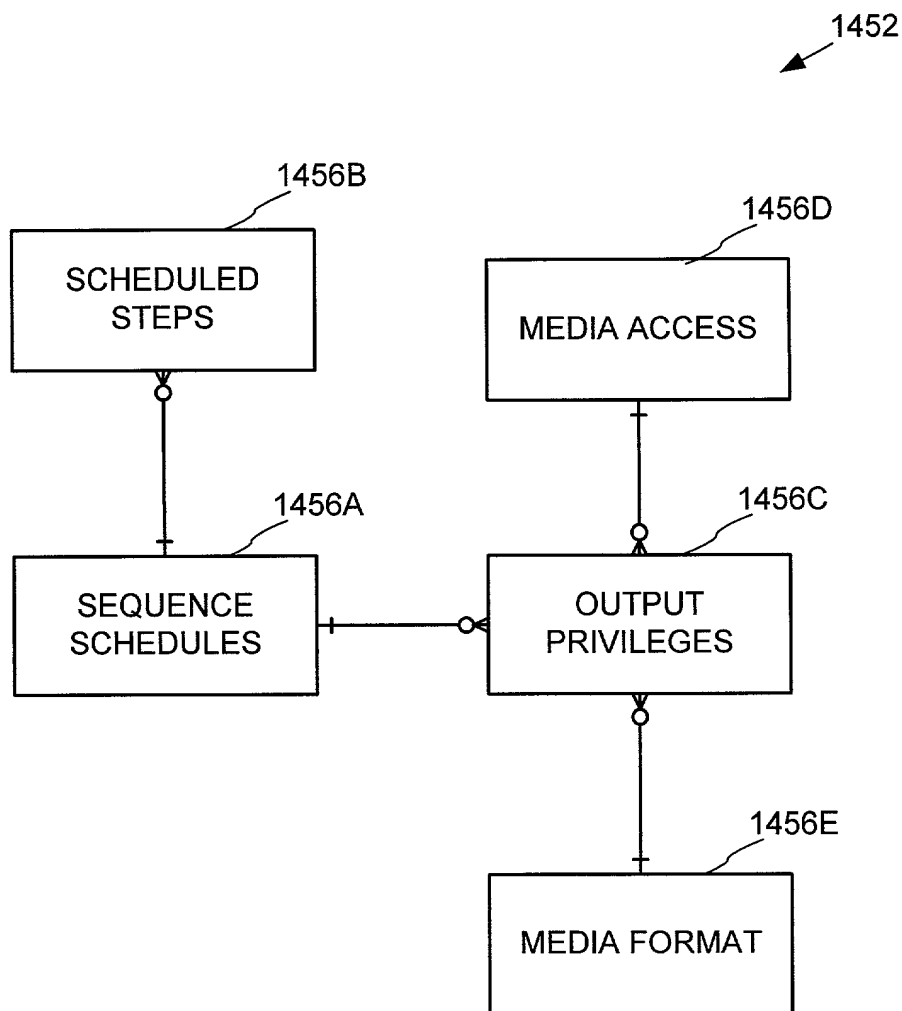 1452
1456B
SCHEDULED
STEPS
1456D
MEDIA ACCESS
1456A
SEQUENCE
SCHEDULES
1456C
OUTPUT
PRIVILEGES
1456E
MEDIA FORMAT